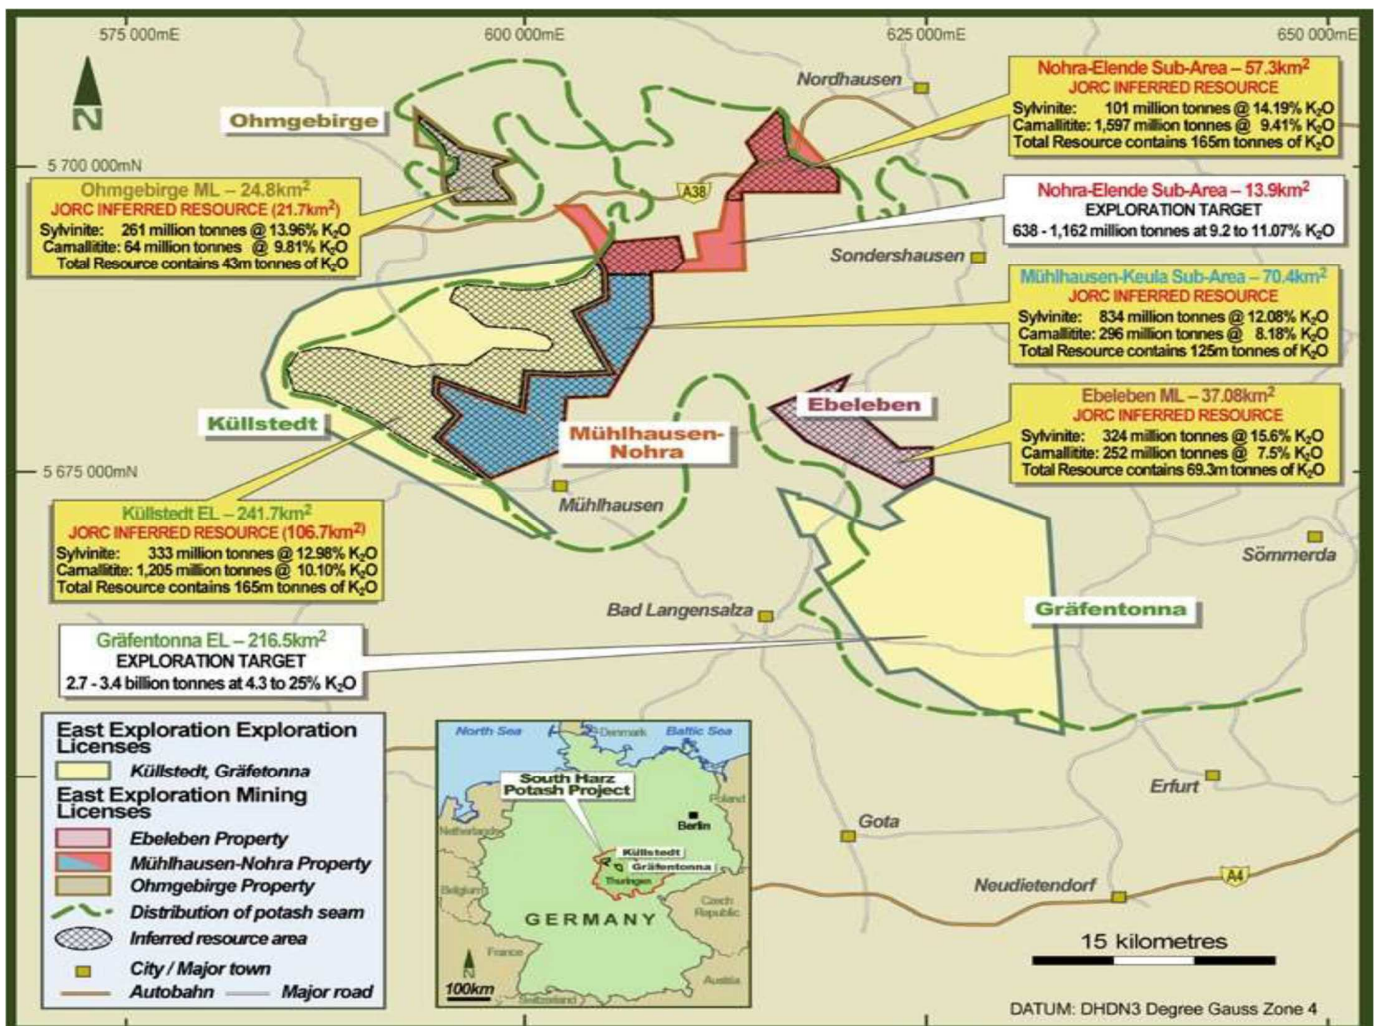 575 000mE
600 000mE
625 000mE
650 000mE
N
5 700 000mN
5 675 000mN
Ohmgebirge
Nordhausen
A38
Sondershausen
Ohmgebirge ML – 24.8km²
JORC INFERRED RESOURCE (21.7km²)
Sylvinite: 261 million tonnes @ 13.96% K₂O
Carnallitite: 64 million tonnes @ 9.81% K₂O
Total Resource contains 43m tonnes of K₂O
Nohra-Elende Sub-Area – 57.3km²
JORC INFERRED RESOURCE
Sylvinite: 101 million tonnes @ 14.19% K₂O
Carnallitite: 1,597 million tonnes @ 9.41% K₂O
Total Resource contains 165m tonnes of K₂O
Nohra-Elende Sub-Area – 13.9km²
EXPLORATION TARGET
638 - 1,162 million tonnes at 9.2 to 11.07% K₂O
Mühlhausen-Keula Sub-Area – 70.4km²
JORC INFERRED RESOURCE
Sylvinite: 834 million tonnes @ 12.08% K₂O
Carnallitite: 296 million tonnes @ 8.18% K₂O
Total Resource contains 125m tonnes of K₂O
Ebeleben ML – 37.08km²
JORC INFERRED RESOURCE
Sylvinite: 324 million tonnes @ 15.6% K₂O
Carnallitite: 252 million tonnes @ 7.5% K₂O
Total Resource contains 69.3m tonnes of K₂O
Küllstedt
Mühlhausen-
Nohra
Ebeleben
Mühlhausen
Küllstedt EL – 241.7km²
JORC INFERRED RESOURCE (106.7km²)
Sylvinite: 333 million tonnes @ 12.98% K₂O
Carnallitite: 1,205 million tonnes @ 10.10% K₂O
Total Resource contains 165m tonnes of K₂O
Sömmerda
Bad Langensalza
Gräfentonna
Gräfentonna EL – 216.5km²
EXPLORATION TARGET
2.7 - 3.4 billion tonnes at 4.3 to 25% K₂O
Erfurt
Gota
Neudietendorf
A4
East Exploration Exploration
Licenses
Küllstedt, Gräfetonna
East Exploration Mining
Licenses
Ebeleben Property
Mühlhausen-Nohra Property
Ohmgebirge Property
Distribution of potash seam
Inferred resource area
City / Major town
Autobahn
Major road
North Sea
Denmark
Baltic Sea
South Harz
Potash Project
Poland
Berlin
Netherlands
Küllstedt
Gräfentonna
Thuringen
Belgium
GERMANY
Czech
Republic
France
Austria
Switzerland
N
100km
15 kilometres
DATUM: DHDN3 Degree Gauss Zone 4